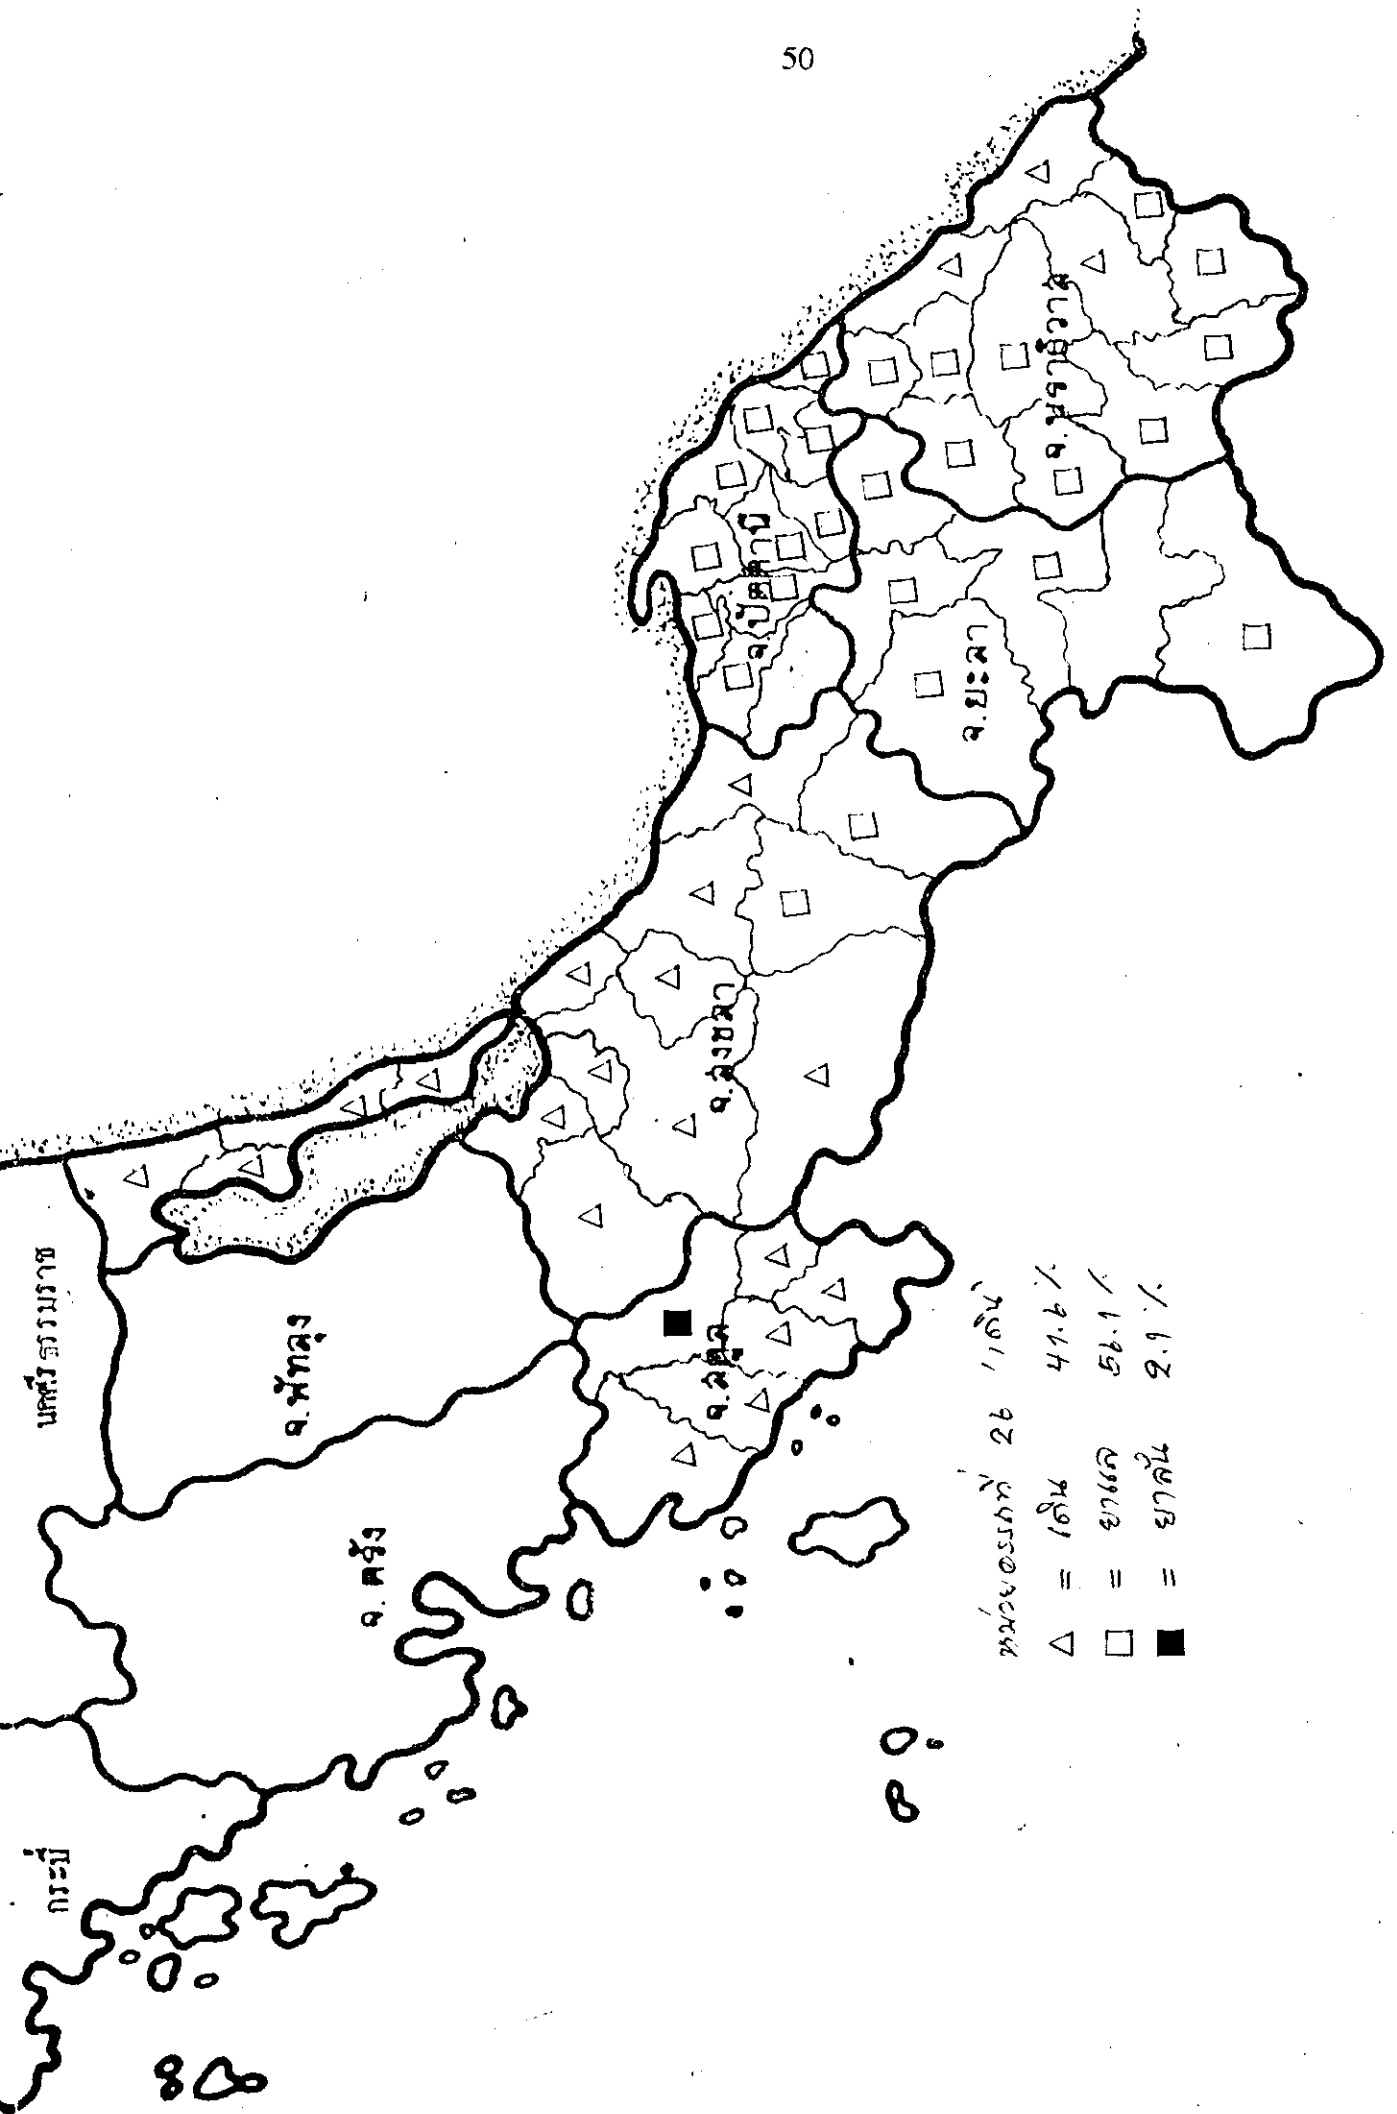 50
นครศรีธรรมราช
กระบี่
จ.พัทลุง
จ.ตรัง
จ.สตูล
จ.สงขลา
จ.ปัตตานี
จ.ยะลา
จ.นราธิวาส
หน่วยอรรถที่ 26 'เดิน'
△ = เดิน 41.6 %
□ = ยาแล 56.1 %
■ = ยาลัน 2.1 %